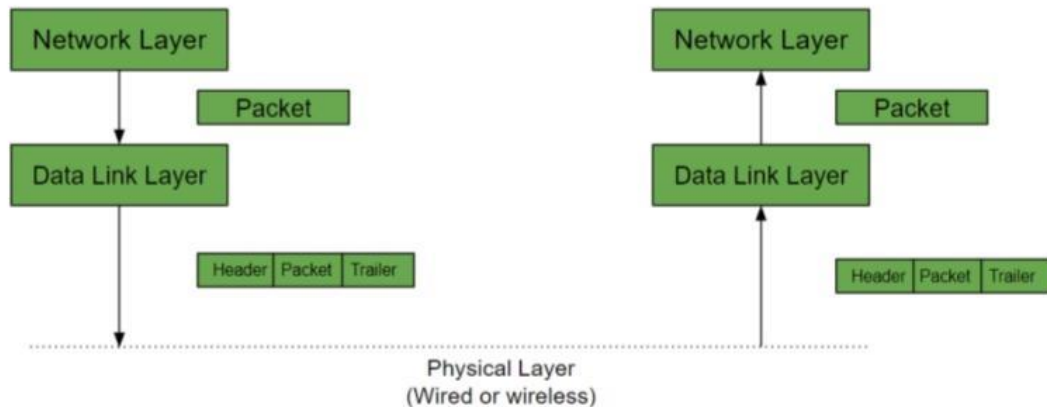 Network Layer
Network Layer
Packet
Packet
Data Link Layer
Data Link Layer
Header Packet Trailer
Header Packet Trailer
Physical Layer
(Wired or wireless)